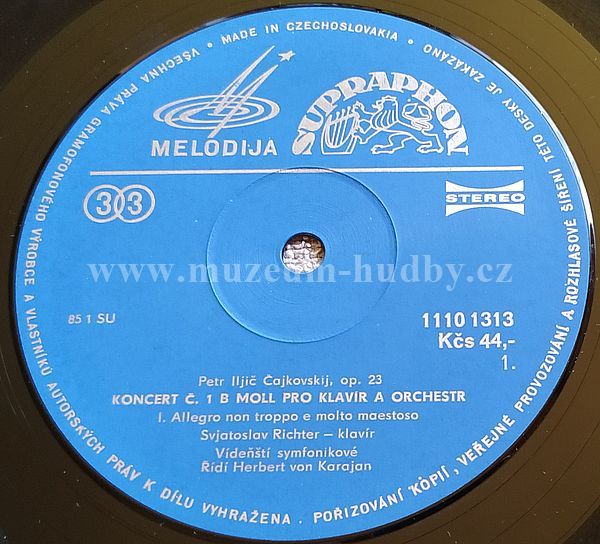 VŠECHNA PRÁVA GRAMOFONOVÉHO VÝROBCE A VLASTNÍKŮ AUTORSKÝCH PRÁV K DÍLU VYHRAŽENA. POŘIZOVÁNÍ KOPIÍ, VEŘEJNÉ PROVOZOVÁNÍ A ROZHLASOVÉ ŠÍŘENÍ TÉTO DESKY JE ZAKÁZÁNO • MADE IN CZECHOSLOVAKIA •
MELODIJA
SUPRAPHON
33
STEREO
www.muzeum-hudby.cz
85 1 SU
1110 1313
Kčs 44,-
1.
Petr Iljič Čajkovskij, op. 23
KONCERT Č. 1 B MOLL PRO KLAVÍR A ORCHESTR
I. Allegro non troppo e molto maestoso
Svjatoslav Richter – klavír
Vídeňští symfonikové
Řídí Herbert von Karajan